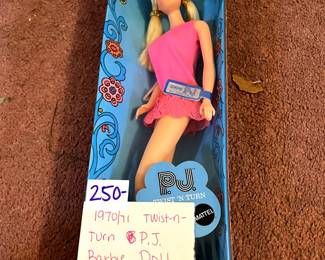 P.J.
TWIST 'N TURN
MATTEL
250-
1970/71 Twist-n-
Turn P.J.
Barbie Doll